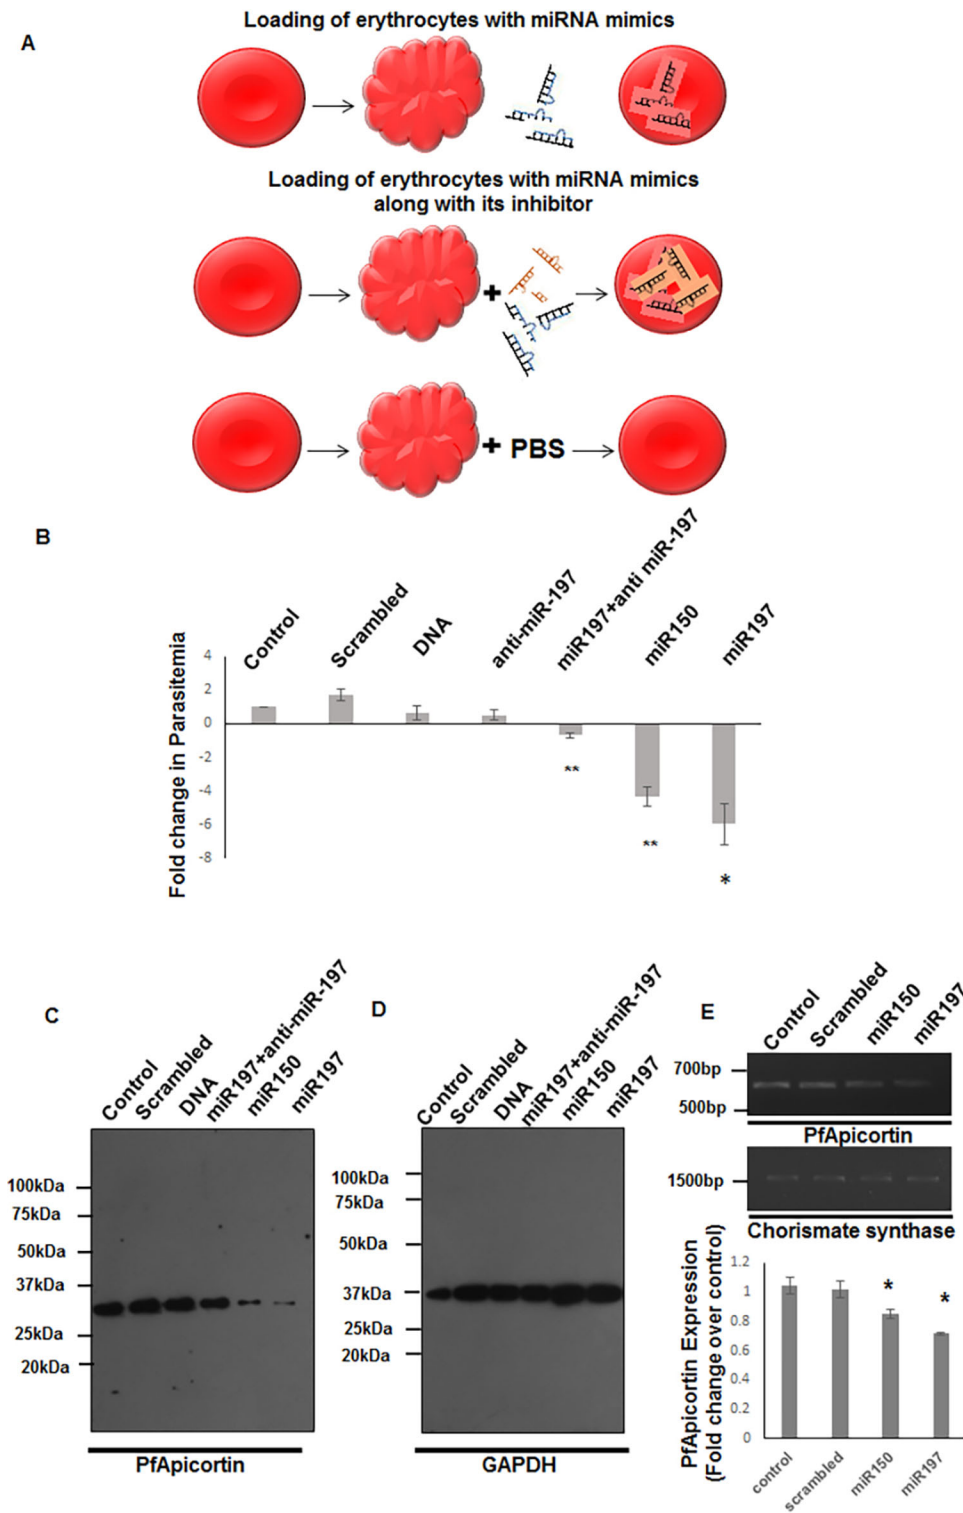 Loading of erythrocytes with miRNA mimics
A
Loading of erythrocytes with miRNA mimics
along with its inhibitor
+
+ PBS
B
Control
Scrambled
DNA
anti-miR-197
miR197+anti miR-197
miR150
miR197
Fold change in Parasitemia
4
2
0
-2
-4
-6
-8
**
**
*
C
Control
Scrambled
DNA
miR197+anti-miR-197
miR150
miR197
100kDa
75kDa
50kDa
37kDa
25kDa
20kDa
PfApicortin
D
Control
Scrambled
DNA
miR197+anti-miR-197
miR150
miR197
100kDa
75kDa
50kDa
37kDa
25kDa
20kDa
GAPDH
E
Control
Scrambled
miR150
miR197
700bp
500bp
PfApicortin
1500bp
Chorismate synthase
PfApicortin Expression
(Fold change over control)
1.2
1
0.8
0.6
0.4
0.2
0
*
*
control
scrambled
miR150
miR197